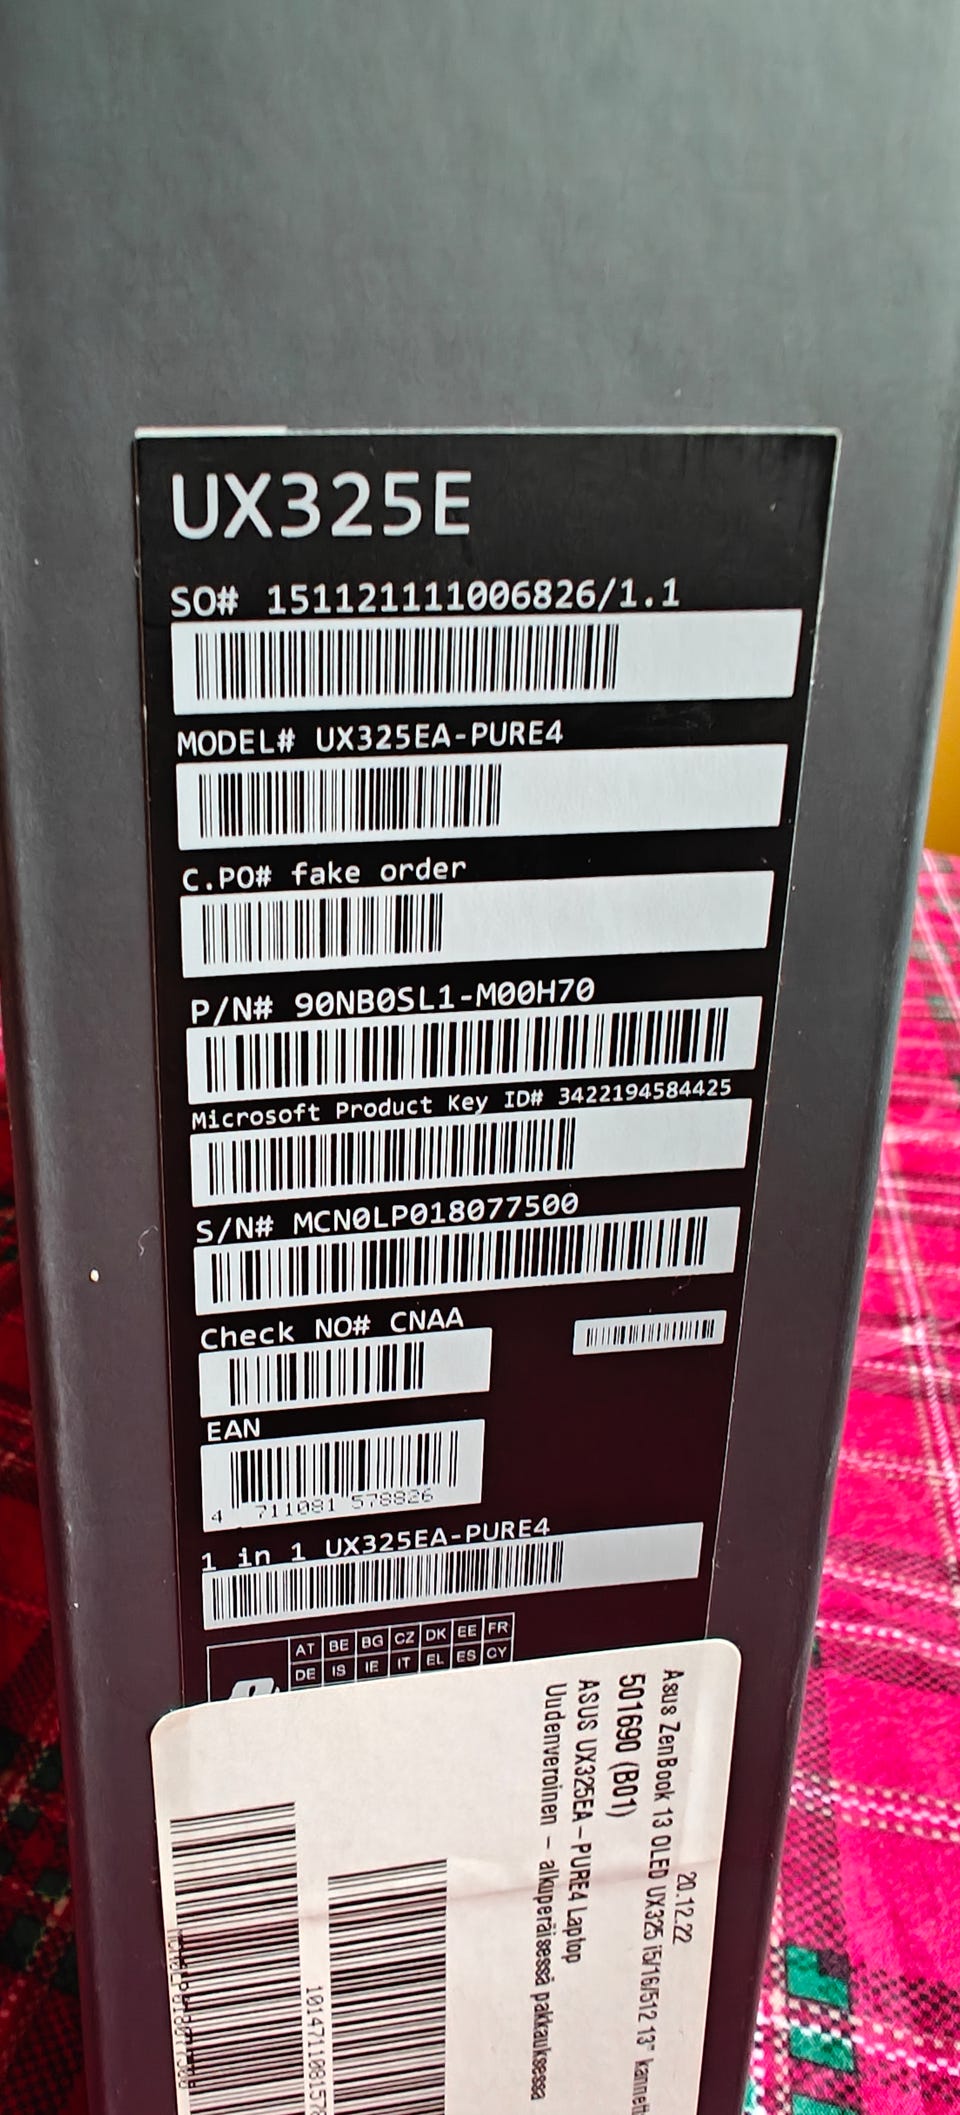 UX325E
SO# 151121111006826/1.1
MODEL# UX325EA-PURE4
C.PO# fake order
P/N# 90NB0SL1-M00H70
Microsoft Product Key ID# 3422194584425
S/N# MCN0LP018077500
Check NO# CNAA
EAN
4 711081 578826
1 in 1 UX325EA-PURE4
AT BE BG CZ DK EE FR
DE IS IE IT EL ES CY
20.12.22
Asus ZenBook 13 OLED UX325 i5/16/512 13" kannett
501690 (B01)
ASUS UX325EA-PURE4 Laptop
Uudenveroinen - alkuperäisessä pakkauksessa